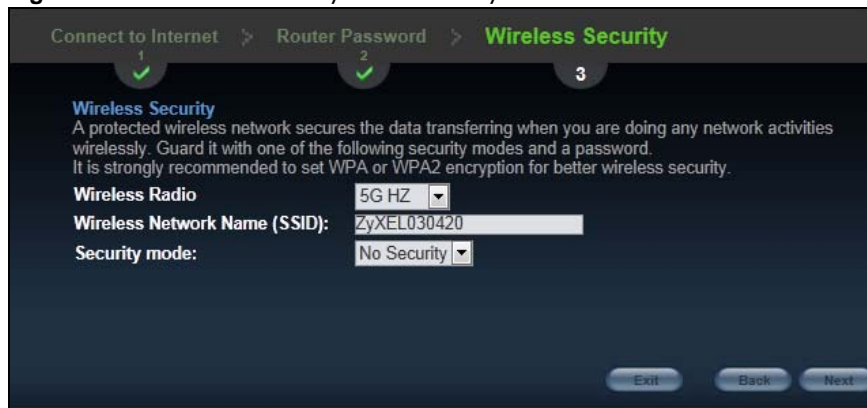 Connect to Internet > Router Password > Wireless Security
1 2 3
Wireless Security
A protected wireless network secures the data transferring when you are doing any network activities
wirelessly. Guard it with one of the following security modes and a password.
It is strongly recommended to set WPA or WPA2 encryption for better wireless security.
Wireless Radio 5G HZ
Wireless Network Name (SSID): ZyXEL030420
Security mode: No Security
Exit Back Next